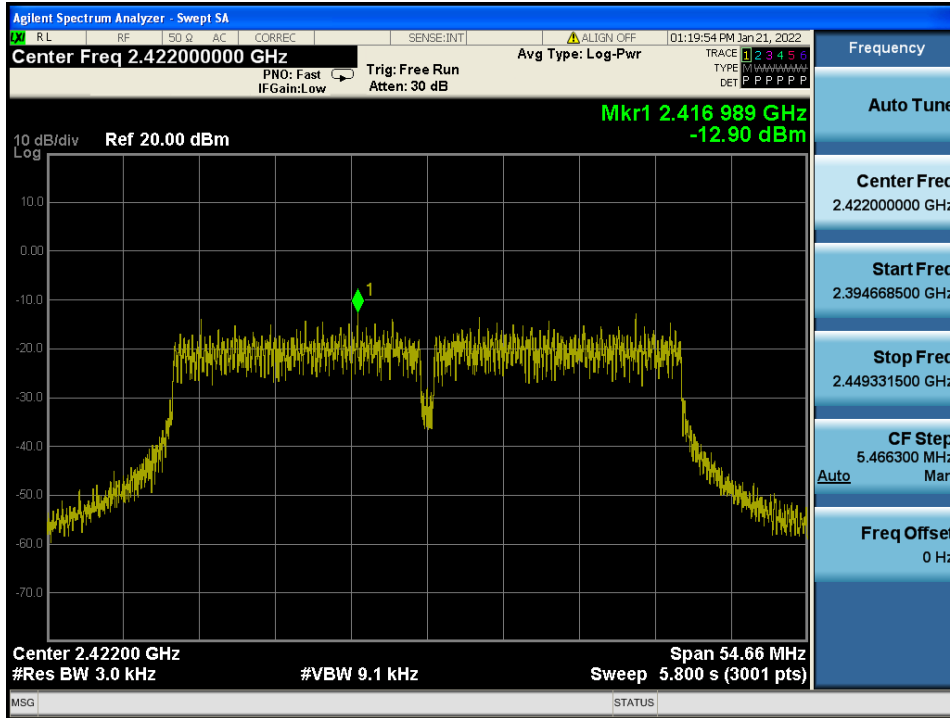 Agilent Spectrum Analyzer - Swept SA
LXI RL RF 50 Ω AC CORREC SENSE:INT ALIGN OFF 01:19:54 PM Jan 21, 2022
Center Freq 2.422000000 GHz
PNO: Fast
IFGain:Low
Trig: Free Run
Atten: 30 dB
Avg Type: Log-Pwr
TRACE 1 2 3 4 5 6
TYPE M
DET P P P P P P
Mkr1 2.416 989 GHz
-12.90 dBm
10 dB/div Ref 20.00 dBm
Log
10.0
0.00
-10.0
-20.0
-30.0
-40.0
-50.0
-60.0
-70.0
1
Center 2.42200 GHz Span 54.66 MHz
#Res BW 3.0 kHz #VBW 9.1 kHz Sweep 5.800 s (3001 pts)
MSG STATUS
Frequency
Auto Tune
Center Freq
2.422000000 GHz
Start Freq
2.394668500 GHz
Stop Freq
2.449331500 GHz
CF Step
5.466300 MHz
Auto Man
Freq Offset
0 Hz